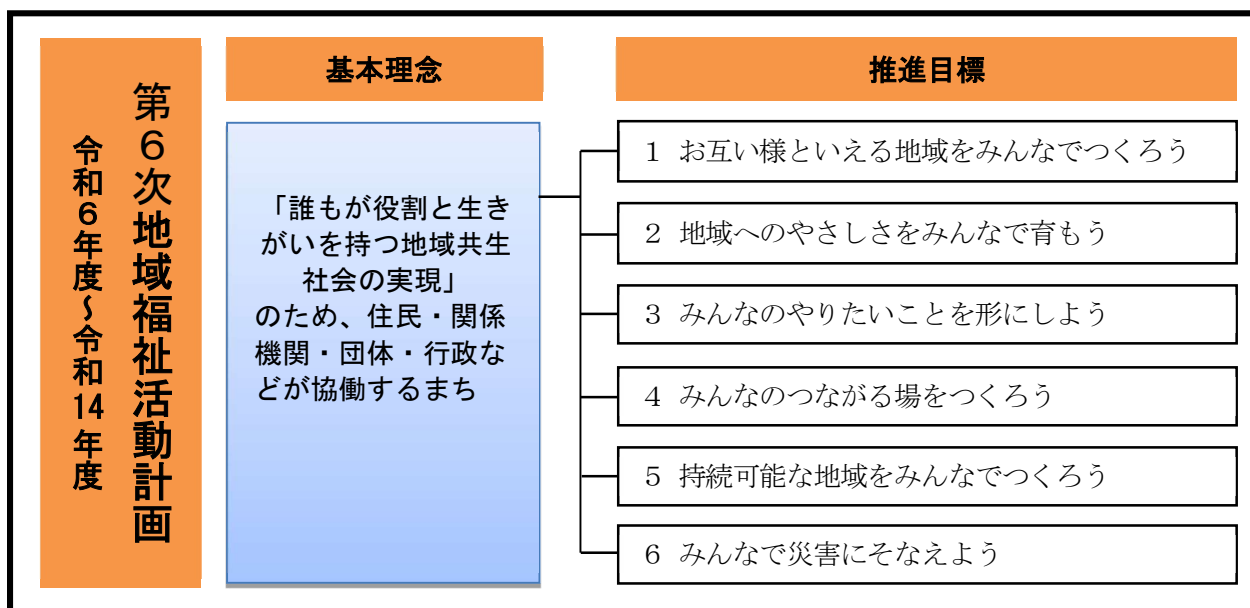 第６次地域福祉活動計画
令和６年度～令和14年度
基本理念
「誰もが役割と生き
がいを持つ地域共生
社会の実現」
のため、住民・関係
機関・団体・行政な
どが協働するまち
推進目標
１ お互い様といえる地域をみんなでつくろう
２ 地域へのやさしさをみんなで育もう
３ みんなのやりたいことを形にしよう
４ みんなのつながる場をつくろう
５ 持続可能な地域をみんなでつくろう
６ みんなで災害にそなえよう